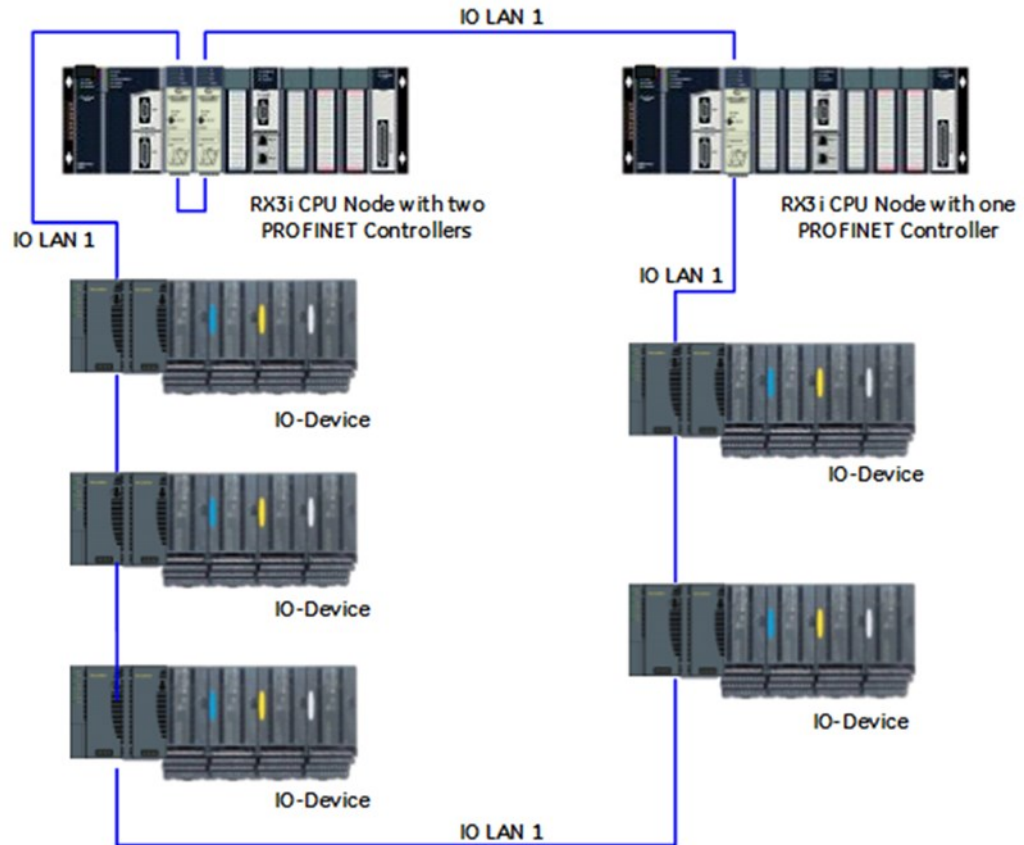 IO LAN 1
RX3i CPU Node with two
PROFINET Controllers
RX3i CPU Node with one
PROFINET Controller
IO LAN 1
IO LAN 1
IO-Device
IO-Device
IO-Device
IO-Device
IO-Device
IO LAN 1